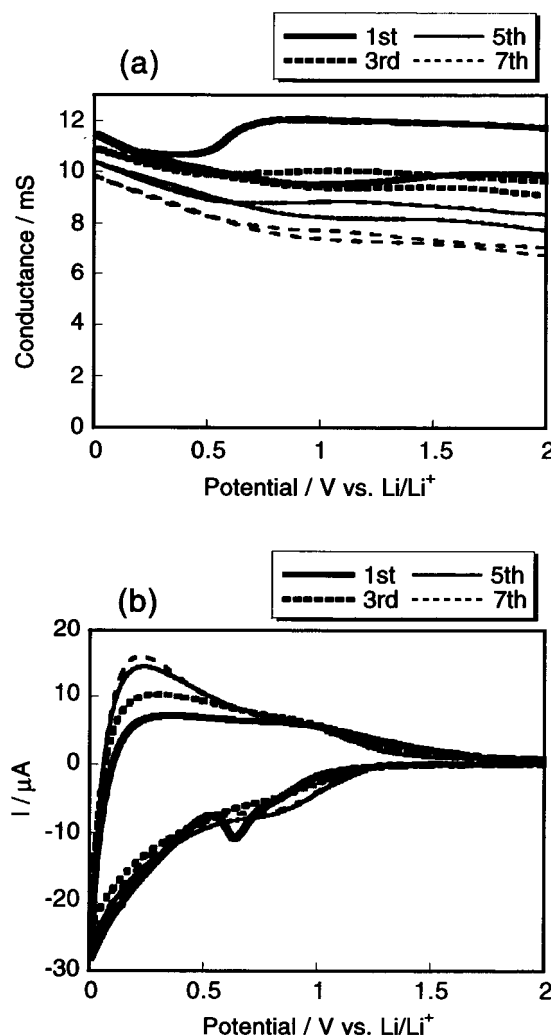 (a)
1st 5th
3rd 7th
12
10
8
6
4
2
0
Conductance / mS
0 0.5 1 1.5 2
Potential / V vs. Li/Li⁺
(b)
1st 5th
3rd 7th
20
10
0
-10
-20
-30
I / μA
0 0.5 1 1.5 2
Potential / V vs. Li/Li⁺